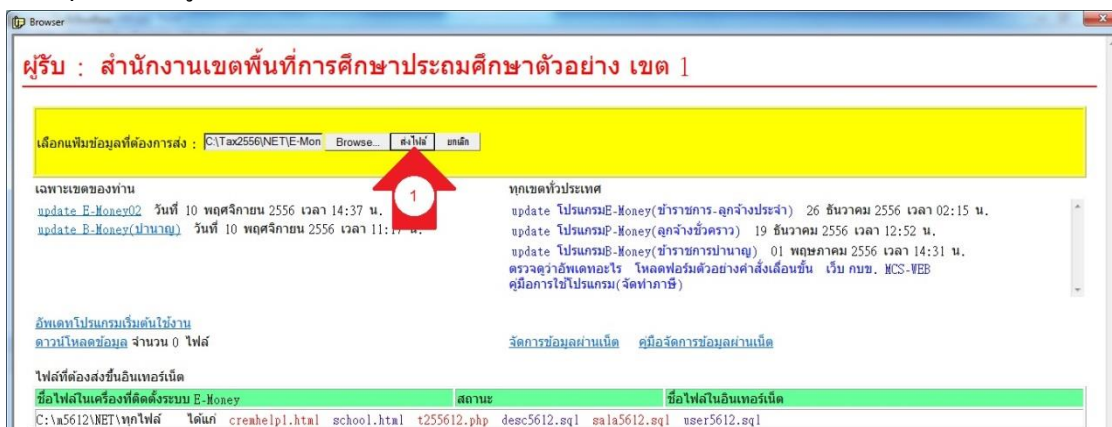 Browser
ผู้รับ : สำนักงานเขตพื้นที่การศึกษาประถมศึกษาตัวอย่าง เขต 1
เลือกแฟ้มข้อมูลที่ต้องการส่ง : C:\Tax2556\NET\E-Mon Browse... ส่งไฟล์ ยกเลิก
1
เฉพาะเขตของท่าน
update E-Money02 วันที่ 10 พฤศจิกายน 2556 เวลา 14:37 น.
update B-Money(บำนาญ) วันที่ 10 พฤศจิกายน 2556 เวลา 11:17 น.
ทุกเขตทั่วประเทศ
update โปรแกรมE-Money(ข้าราชการ-ลูกจ้างประจำ) 26 ธันวาคม 2556 เวลา 02:15 น.
update โปรแกรมP-Money(ลูกจ้างชั่วคราว) 19 ธันวาคม 2556 เวลา 12:52 น.
update โปรแกรมB-Money(ข้าราชการบำนาญ) 01 พฤษภาคม 2556 เวลา 14:31 น.
ตรวจดูว่าอัพเดทอะไร โหลดฟอร์มตัวอย่างคำสั่งเลื่อนขั้น เว็บ กบข. MCS-WEB
คู่มือการใช้โปรแกรม(จัดทำภาษี)
อัพเดทโปรแกรมเริ่มต้นใช้งาน
ดาวน์โหลดข้อมูล จำนวน 0 ไฟล์
จัดการข้อมูลผ่านเน็ต คู่มือจัดการข้อมูลผ่านเน็ต
ไฟล์ที่ต้องส่งขึ้นอินเทอร์เน็ต
ชื่อไฟล์ในเครื่องที่ติดตั้งระบบ E-Money สถานะ ชื่อไฟล์ในอินเทอร์เน็ต
C:\m5612\NET\ทุกไฟล์ ได้แก่ cremhelp1.html school.html t255612.php desc5612.sql sala5612.sql user5612.sql